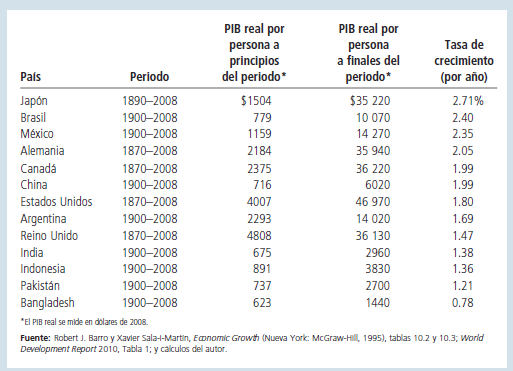 PIB real por PIB real por
persona a persona Tasa de
principios a finales del crecimiento
País Periodo del periodo* periodo* (por año)
Japón 1890–2008 $1504 $35 220 2.71%
Brasil 1900–2008 779 10 070 2.40
México 1900–2008 1159 14 270 2.35
Alemania 1870–2008 2184 35 940 2.05
Canadá 1870–2008 2375 36 220 1.99
China 1900–2008 716 6020 1.99
Estados Unidos 1870–2008 4007 46 970 1.80
Argentina 1900–2008 2293 14 020 1.69
Reino Unido 1870–2008 4808 36 130 1.47
India 1900–2008 675 2960 1.38
Indonesia 1900–2008 891 3830 1.36
Pakistán 1900–2008 737 2700 1.21
Bangladesh 1900–2008 623 1440 0.78
*El PIB real se mide en dólares de 2008.
Fuente: Robert J. Barro y Xavier Sala-i-Martin, Economic Growth (Nueva York: McGraw-Hill, 1995), tablas 10.2 y 10.3; World
Development Report 2010, Tabla 1; y cálculos del autor.